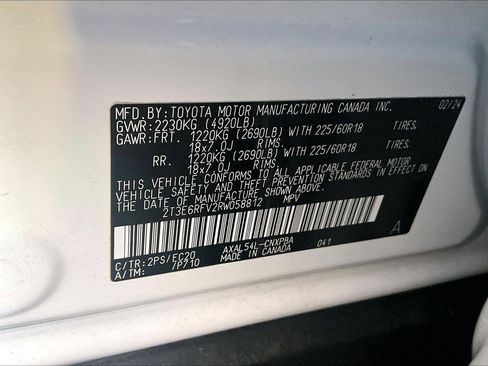 MFD. BY: TOYOTA MOTOR MANUFACTURING CANADA INC. 02/24
GVWR: 2230KG (4920LB)
GAWR: FRT. 1220KG (2690LB) WITH 225/60R18 TIRES.
18x7.0J RIMS.
RR. 1220KG (2690LB) WITH 225/60R18 TIRES.
18x7.0J RIMS.
THIS VEHICLE CONFORMS TO ALL APPLICABLE FEDERAL MOTOR
VEHICLE SAFETY AND THEFT PREVENTION STANDARDS IN EFFECT ON
THE DATE OF MANUFACTURE SHOWN ABOVE.
2T3E6RFV2RW058812 MPV
A
C/TR: 2PS/EC20 AXAL54L-CNXPBA 041
A/TM: 7P710 MADE IN CANADA